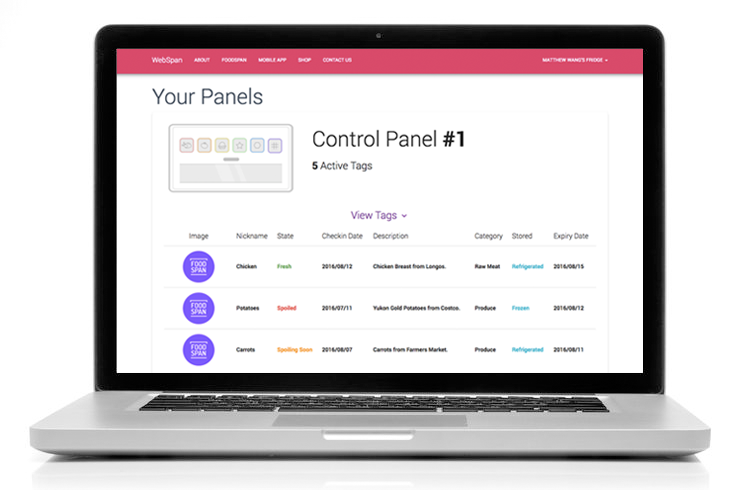 WebSpan ABOUT FOODSPAN MOBILE APP SHOP CONTACT US MATTHEW WANG'S FRIDGE
Your Panels
Control Panel #1
5 Active Tags
View Tags
Image Nickname State Checkin Date Description Category Stored Expiry Date
FOOD
SPAN
Chicken Fresh 2016/08/12 Chicken Breast from Longos. Raw Meat Refrigerated 2016/08/15
FOOD
SPAN
Potatoes Spoiled 2016/07/11 Yukon Gold Potatoes from Costco. Produce Frozen 2016/08/12
FOOD
SPAN
Carrots Spoiling Soon 2016/08/07 Carrots from Farmers Market. Produce Refrigerated 2016/08/11